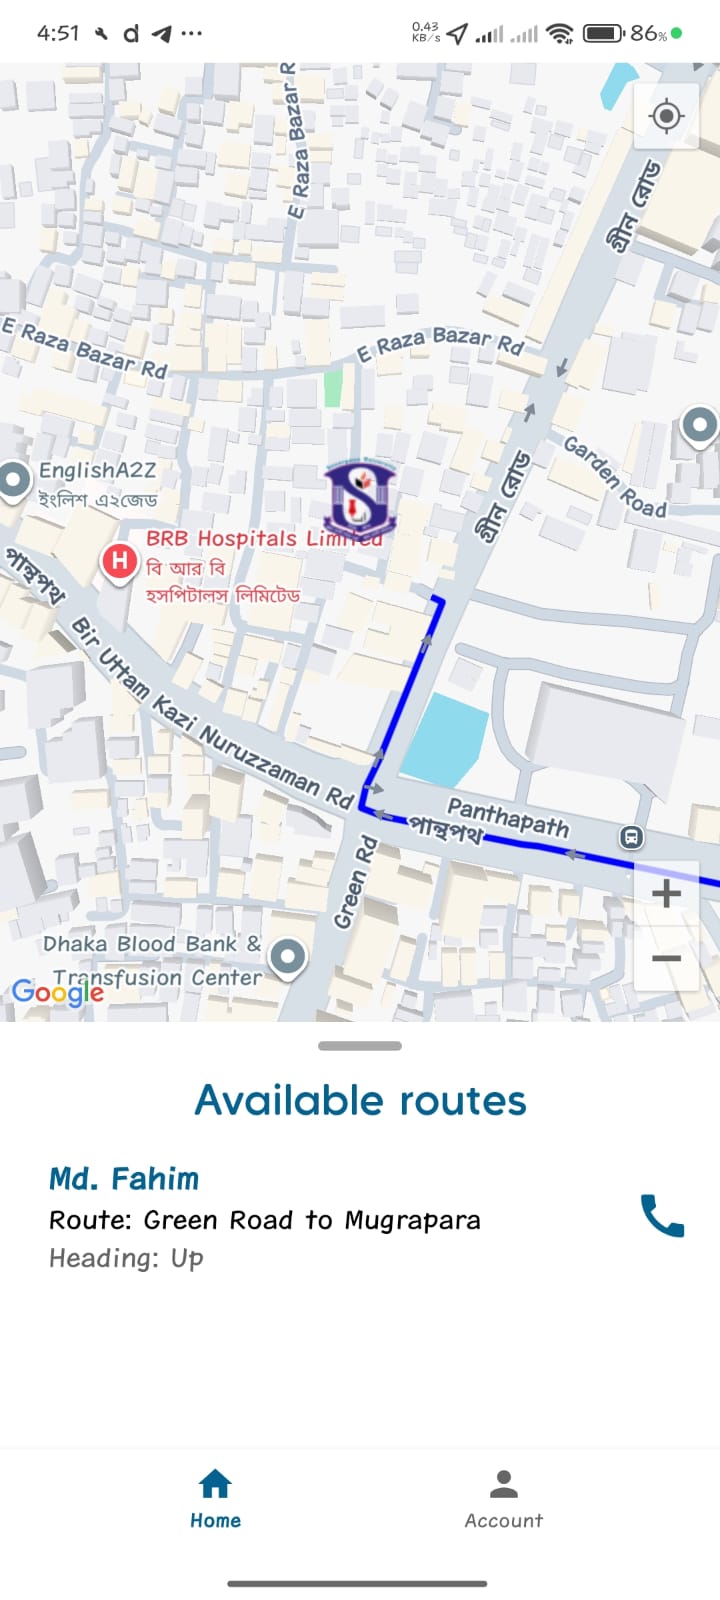 4:51
0.43
KB/s
86%
E Raza Bazar R
গ্রীন রোড
E Raza Bazar Rd
E Raza Bazar Rd
Garden Road
গ্রীন রোড
EnglishA2Z
ইংলিশ এ২জেড
BRB Hospitals Limited
বি আর বি
হসপিটালস লিমিটেড
পান্থপথ
Bir Uttam Kazi Nuruzzaman Rd
Panthapath
পান্থপথ
Green Rd
Dhaka Blood Bank &
Transfusion Center
Google
Available routes
Md. Fahim
Route: Green Road to Mugrapara
Heading: Up
Home
Account